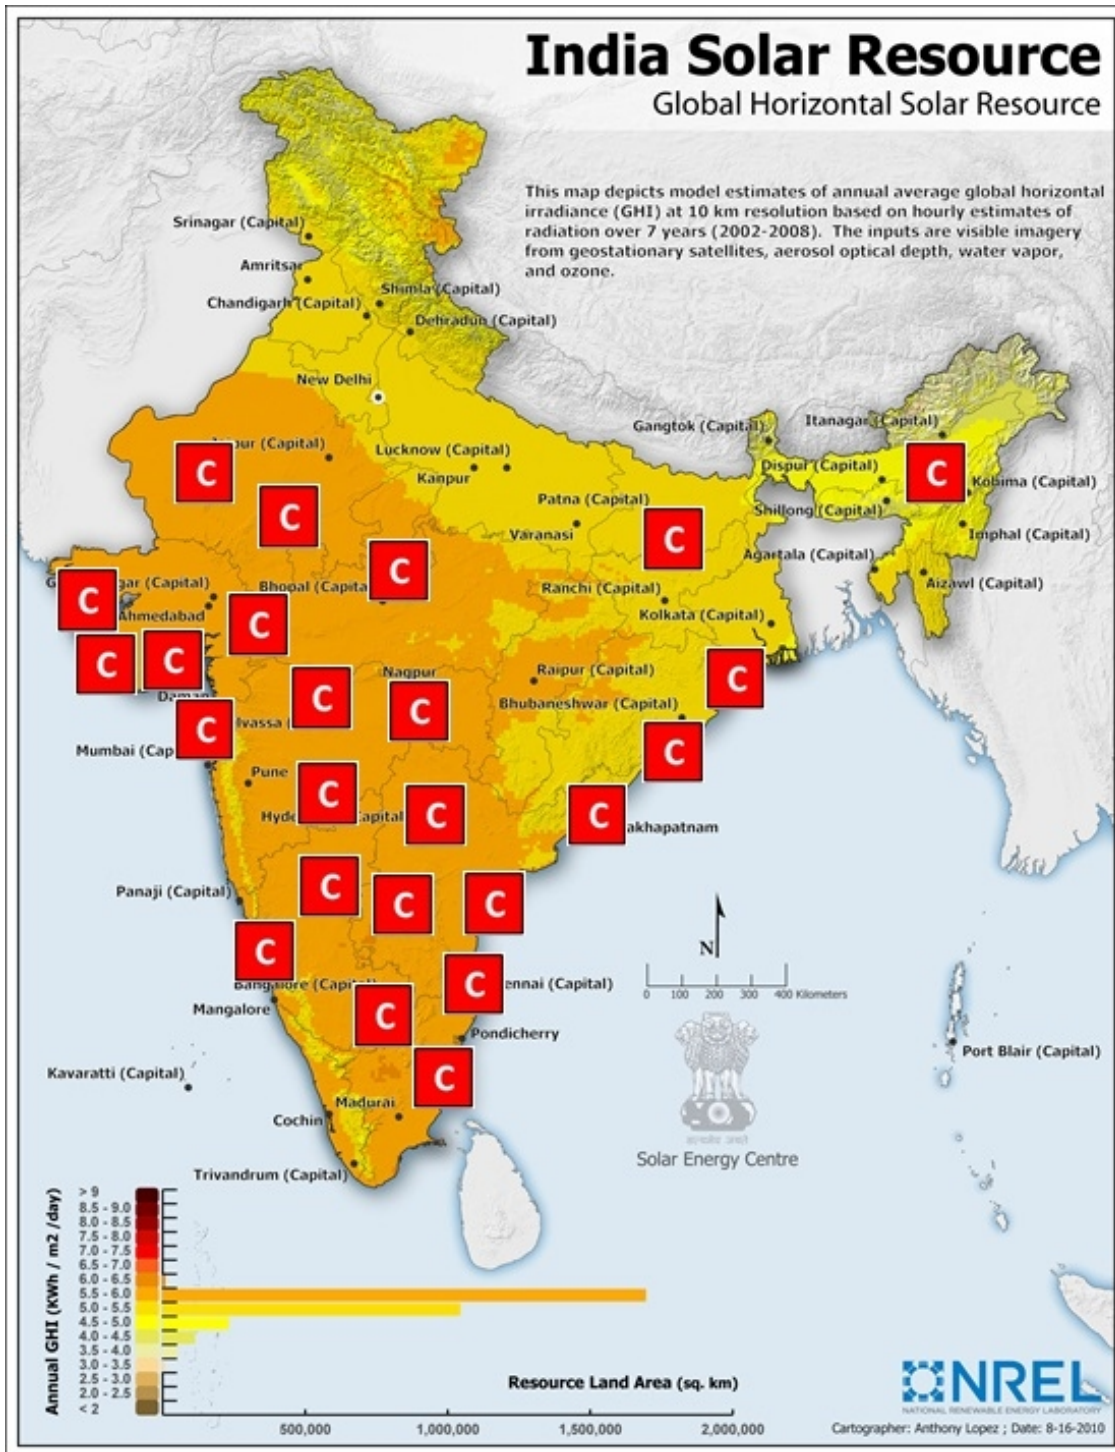 India Solar Resource
Global Horizontal Solar Resource
This map depicts model estimates of annual average global horizontal
irradiance (GHI) at 10 km resolution based on hourly estimates of
radiation over 7 years (2002-2008). The inputs are visible imagery
from geostationary satellites, aerosol optical depth, water vapor,
and ozone.
Srinagar (Capital)
Amritsar
Shimla (Capital)
Chandigarh (Capital)
Dehradun (Capital)
New Delhi
Gangtok (Capital)
Itanagar (Capital)
(Capital)
Lucknow (Capital)
Kanpur
Dispur (Capital)
C
C
Kohima (Capital)
Patna (Capital)
Shillong (Capital)
C
Varanasi
C
Imphal (Capital)
Agartala (Capital)
C
(Capital)
Bhopal
Ranchi (Capital)
Aizawl (Capital)
C
Ahmedabad
C
Kolkata (Capital)
C
C
Nagpur
Raipur (Capital)
C
Daman
C
C
Bhubaneshwar (Capital)
C
C
Mumbai
C
Pune
C
C
C
Panaji (Capital)
C
C
C
C
C
Mangalore
C
Pondicherry
Port Blair (Capital)
Kavaratti (Capital)
C
Madurai
Cochin
Trivandrum (Capital)
N
0 100 200 300 400 Kilometers
Solar Energy Centre
Annual GHI (KWh / m2 /day)
> 9
8.5 - 9.0
8.0 - 8.5
7.5 - 8.0
7.0 - 7.5
6.5 - 7.0
6.0 - 6.5
5.5 - 6.0
5.0 - 5.5
4.5 - 5.0
4.0 - 4.5
3.5 - 4.0
3.0 - 3.5
2.5 - 3.0
2.0 - 2.5
< 2
Resource Land Area (sq. km)
500,000 1,000,000 1,500,000 2,000,000
NREL
NATIONAL RENEWABLE ENERGY LABORATORY
Cartographer: Anthony Lopez ; Date: 8-16-2010